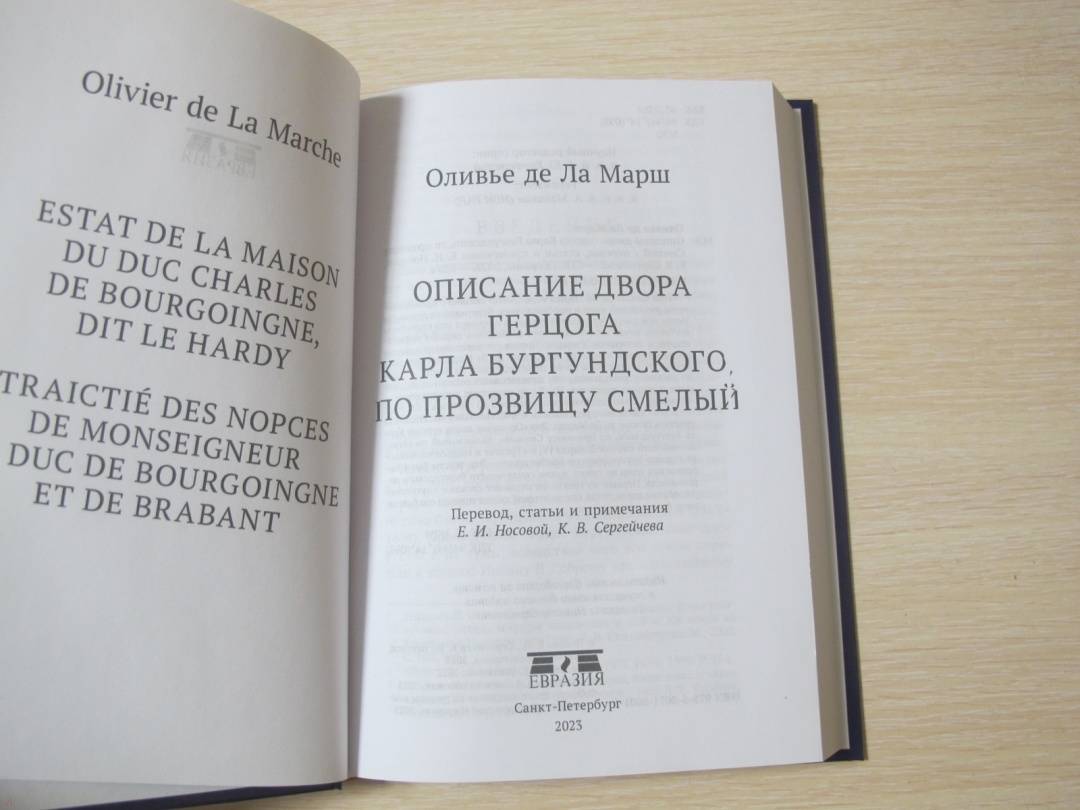 Olivier de La Marche
ESTAT DE LA MAISON
DU DUC CHARLES
DE BOURGOINGNE,
DIT LE HARDY
TRAICTIÉ DES NOPCES
DE MONSEIGNEUR
DUC DE BOURGOINGNE
ET DE BRABANT
Оливье де Ла Марш
ОПИСАНИЕ ДВОРА
ГЕРЦОГА
КАРЛА БУРГУНДСКОГО,
ПО ПРОЗВИЩУ СМЕЛЫЙ
Перевод, статьи и примечания
Е. И. Носовой, К. В. Сергейчева
ЕВРАЗИЯ
Санкт-Петербург
2023